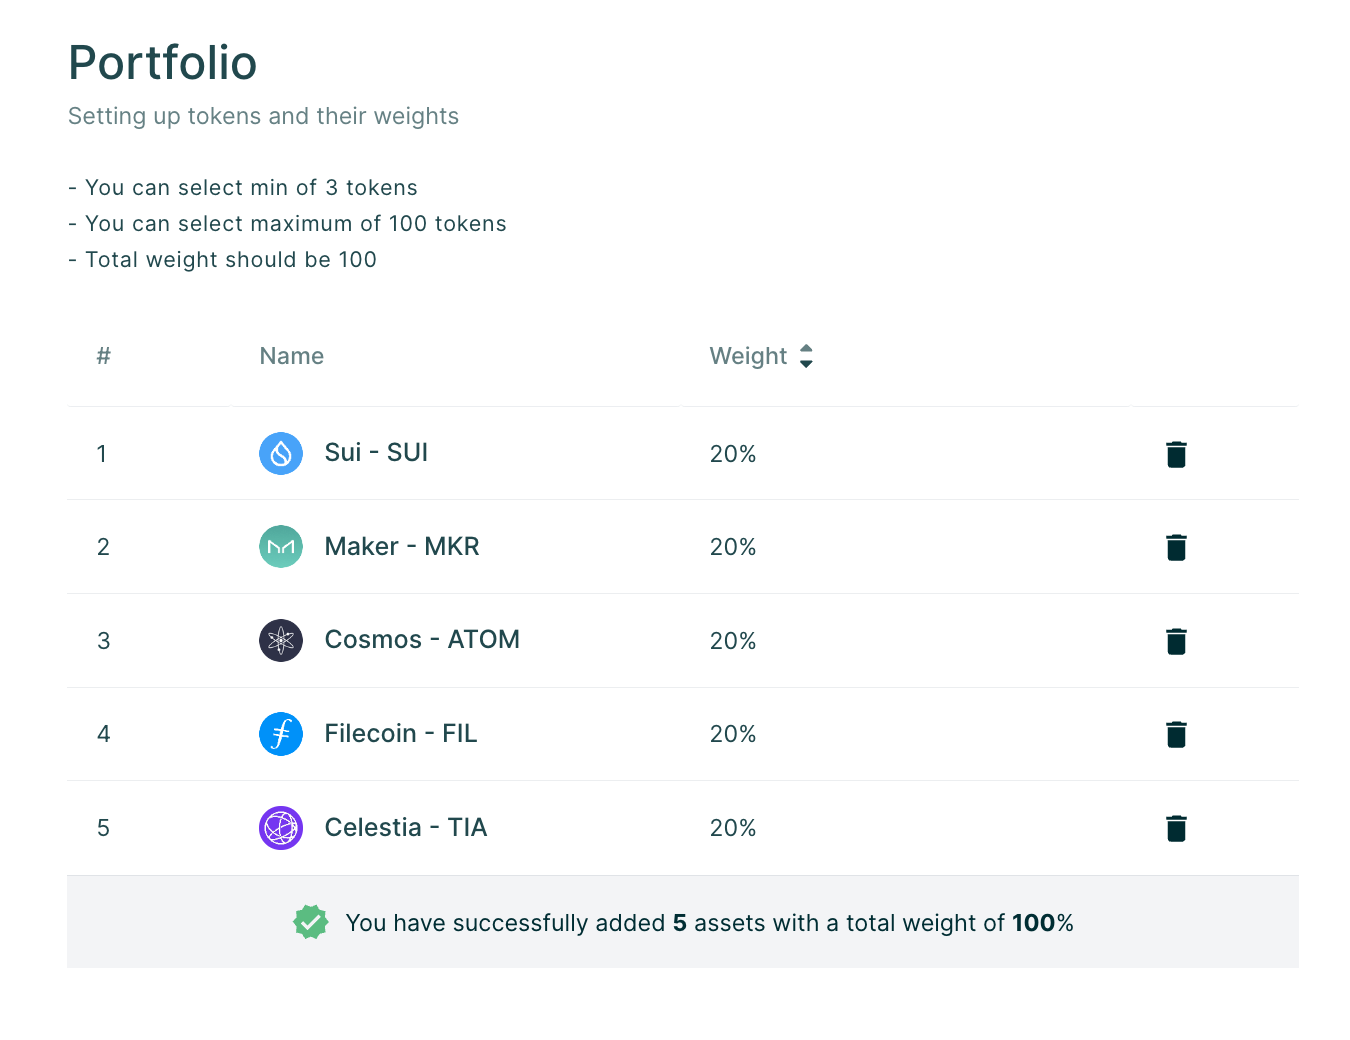 Portfolio
Setting up tokens and their weights
- You can select min of 3 tokens
- You can select maximum of 100 tokens
- Total weight should be 100
# Name Weight
1 Sui - SUI 20%
2 Maker - MKR 20%
3 Cosmos - ATOM 20%
4 Filecoin - FIL 20%
5 Celestia - TIA 20%
You have successfully added 5 assets with a total weight of 100%